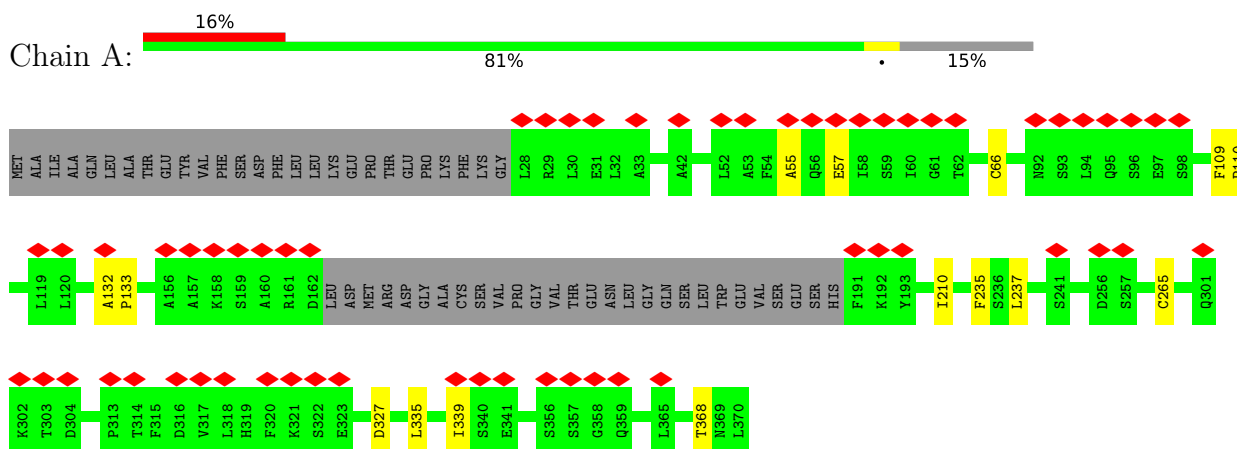 16%
Chain A:
81% • 15%
MET ALA ILE ALA GLN LEU ALA THR GLU TYR VAL PHE SER ASP PHE LEU LEU LYS GLU PRO THR GLU PRO LYS PHE LYS GLY L28 R29 L30 E31 L32 A33 A42 L52 A53 F54 A55 Q56 E57 I58 S59 I60 G61 T62 C66 N92 S93 L94 Q95 S96 E97 S98 F109
L119 L120 A132 P133 A156 A157 K158 S159 A160 R161 D162 LEU ASP MET ARG ASP GLY ALA CYS SER VAL PRO GLY VAL THR GLU ASN LEU GLY GLN SER LEU TRP GLU VAL SER GLU SER HIS F191 K192 Y193 I210 F235 S236 L237 S241 D256 S257 C265 Q301
K302 T303 D304 P313 T314 F315 D316 V317 L318 H319 F320 K321 S322 E323 D327 L335 I339 S340 E341 S356 S357 G358 Q359 L365 T368 N369 L370